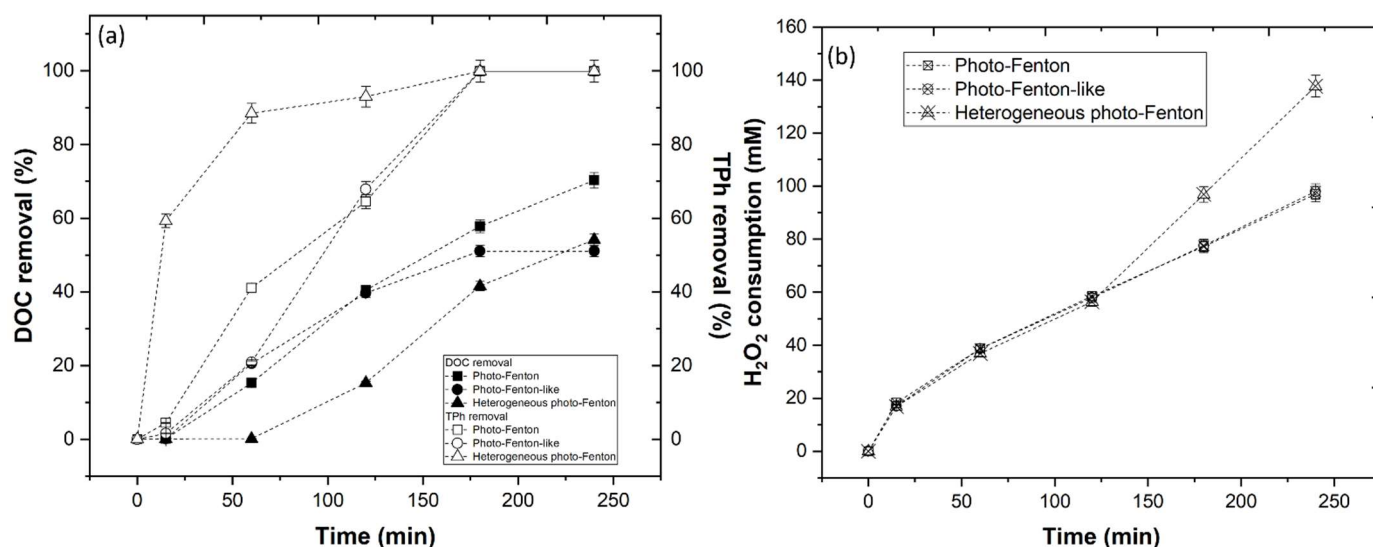 (a)
100
80
60
40
20
0
DOC removal (%)
100
80
60
40
20
0
TPh removal (%)
DOC removal
Photo-Fenton
Photo-Fenton-like
Heterogeneous photo-Fenton
TPh removal
Photo-Fenton
Photo-Fenton-like
Heterogeneous photo-Fenton
0 50 100 150 200 250
Time (min)
(b)
160
140
120
100
80
60
40
20
0
H₂O₂ consumption (mM)
Photo-Fenton
Photo-Fenton-like
Heterogeneous photo-Fenton
0 50 100 150 200 250
Time (min)